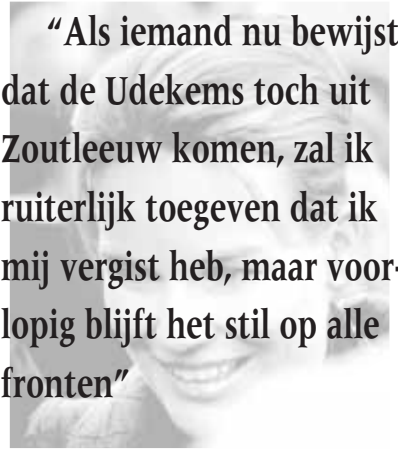 “Als iemand nu bewijst
dat de Udekems toch uit
Zoutleeuw komen, zal ik
ruiterlijk toegeven dat ik
mij vergist heb, maar voor-
lopig blijft het stil op alle
fronten”